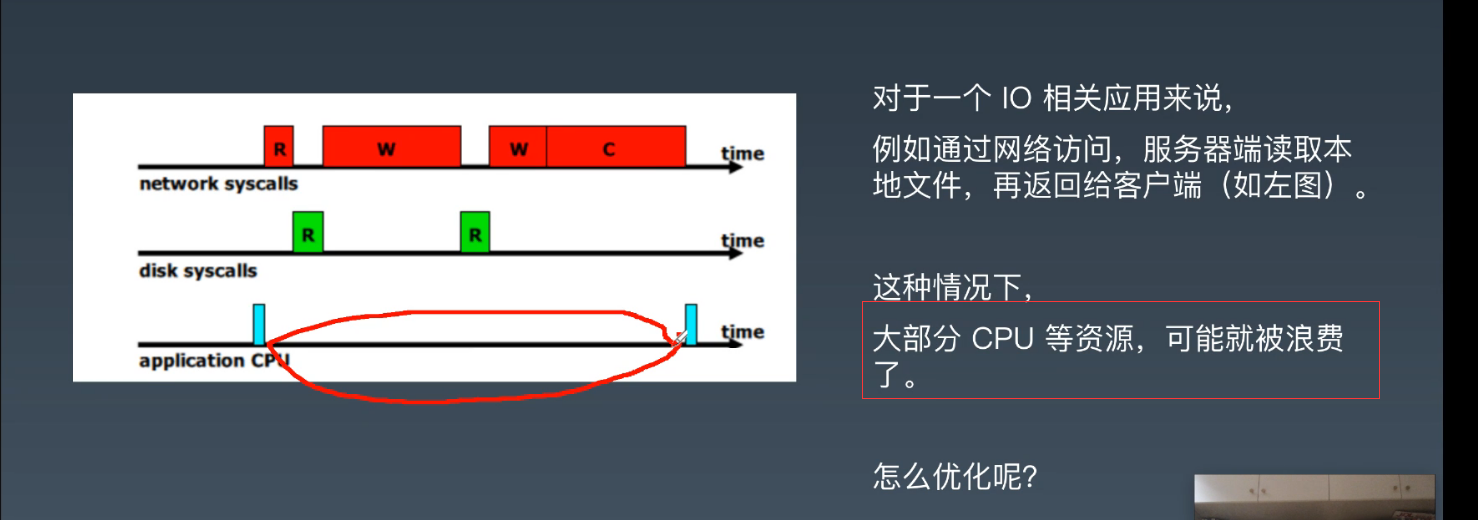 R W W C time
network syscalls
R R time
disk syscalls
time
application CPU
对于一个 IO 相关应用来说，
例如通过网络访问，服务器端读取本
地文件，再返回给客户端（如左图）。
这种情况下，
大部分 CPU 等资源，可能就被浪费
了。
怎么优化呢？